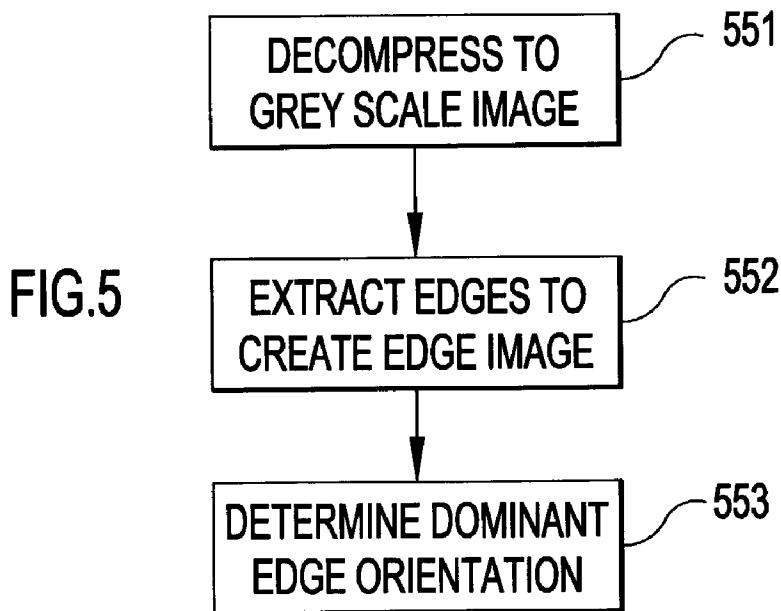 DECOMPRESS TO
GREY SCALE IMAGE
551
FIG.5
EXTRACT EDGES TO
CREATE EDGE IMAGE
552
DETERMINE DOMINANT
EDGE ORIENTATION
553